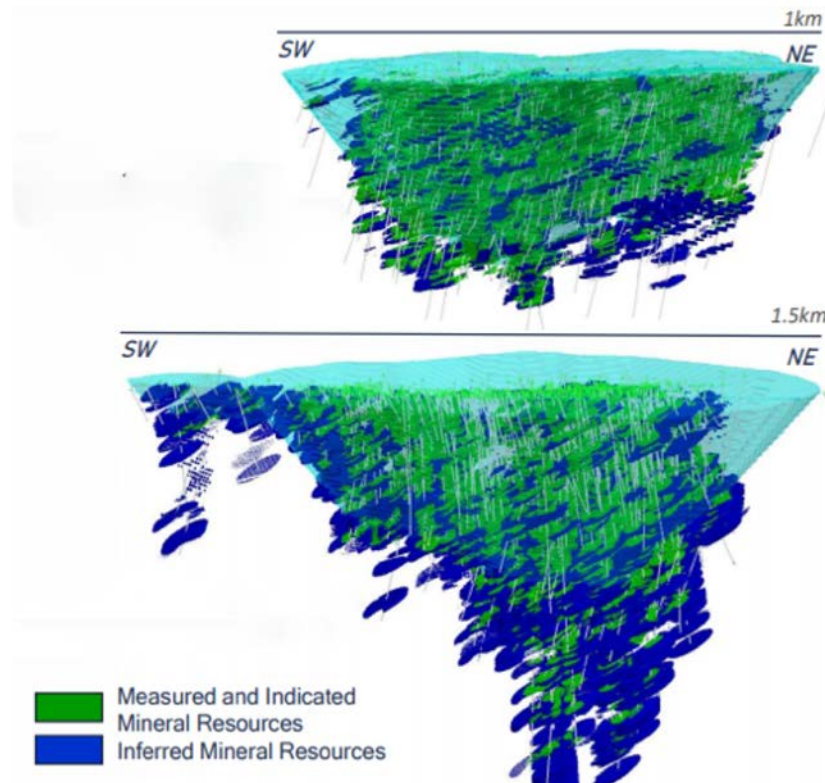 1km
SW
NE
1.5km
SW
NE
Measured and Indicated
Mineral Resources
Inferred Mineral Resources